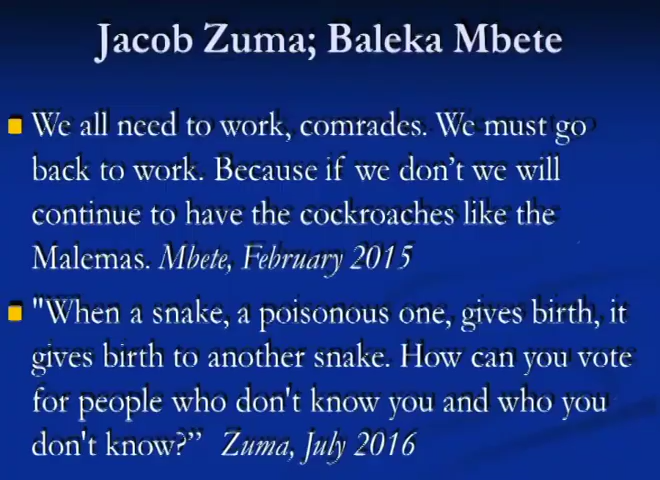 Jacob Zuma; Baleka Mbete
We all need to work, comrades. We must go
back to work. Because if we don’t we will
continue to have the cockroaches like the
Malemas. Mbete, February 2015
"When a snake, a poisonous one, gives birth, it
gives birth to another snake. How can you vote
for people who don't know you and who you
don't know?” Zuma, July 2016